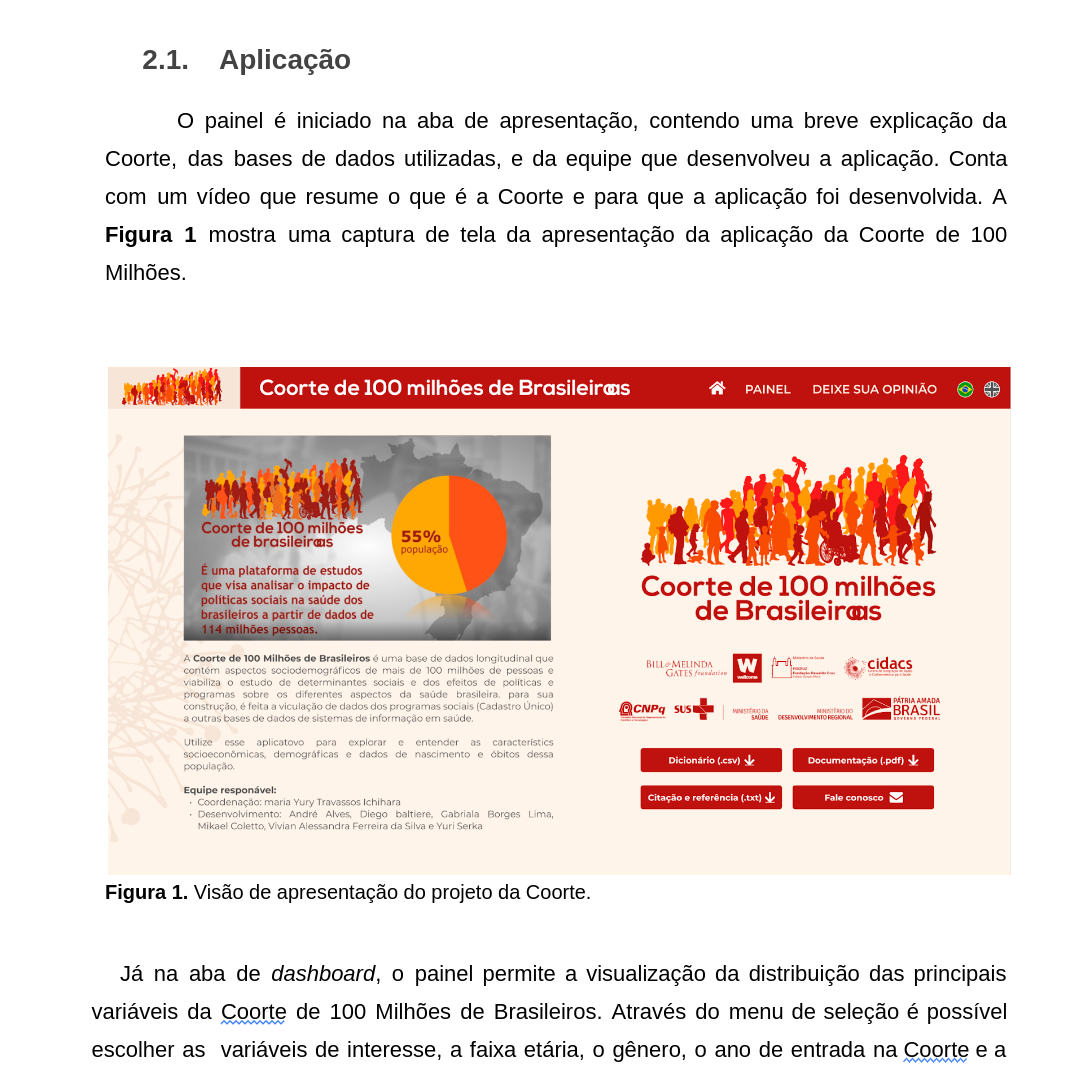 2.1. Aplicação
O painel é iniciado na aba de apresentação, contendo uma breve explicação da
Coorte, das bases de dados utilizadas, e da equipe que desenvolveu a aplicação. Conta
com um vídeo que resume o que é a Coorte e para que a aplicação foi desenvolvida. A
Figura 1 mostra uma captura de tela da apresentação da aplicação da Coorte de 100
Milhões.
Coorte de 100 milhões de Brasileiroas
PAINEL
DEIXE SUA OPINIÃO
Coorte de 100 milhões
de brasileiroas
É uma plataforma de estudos
que visa analisar o impacto de
políticas sociais na saúde dos
brasileiros a partir de dados de
114 milhões pessoas.
55%
população
A Coorte de 100 Milhões de Brasileiros é uma base de dados longitudinal que
contém aspectos sociodemográficos de mais de 100 milhões de pessoas e
viabiliza o estudo de determinantes sociais e dos efeitos de políticas e
programas sobre os diferentes aspectos da saúde brasileira. para sua
construção, é feita a viculação de dados dos programas sociais (Cadastro Único)
a outras bases de dados de sistemas de informação em saúde.
Utilize esse aplicatovo para explorar e entender as característics
socioeconômicas, demográficas e dados de nascimento e óbitos dessa
população.
Equipe responável:
· Coordenação: maria Yury Travassos Ichihara
· Desenvolvimento: André Alves, Diego baltiere, Gabriala Borges Lima,
Mikael Coletto, Vivian Alessandra Ferreira da Silva e Yuri Serka
Coorte de 100 milhões
de Brasileiroas
BILL & MELINDA
GATES foundation
W
wellcome
Ministério da Saúde
FIOCRUZ
Fundação Oswaldo Cruz
cidacs
CNPq
SUS
MINISTÉRIO DA
SAÚDE
MINISTÉRIO DO
DESENVOLVIMENTO REGIONAL
PÁTRIA AMADA
BRASIL
GOVERNO FEDERAL
Dicionário (.csv)
Documentação (.pdf)
Citação e referência (.txt)
Fale conosco
Figura 1. Visão de apresentação do projeto da Coorte.
Já na aba de dashboard, o painel permite a visualização da distribuição das principais
variáveis da Coorte de 100 Milhões de Brasileiros. Através do menu de seleção é possível
escolher as variáveis de interesse, a faixa etária, o gênero, o ano de entrada na Coorte e a